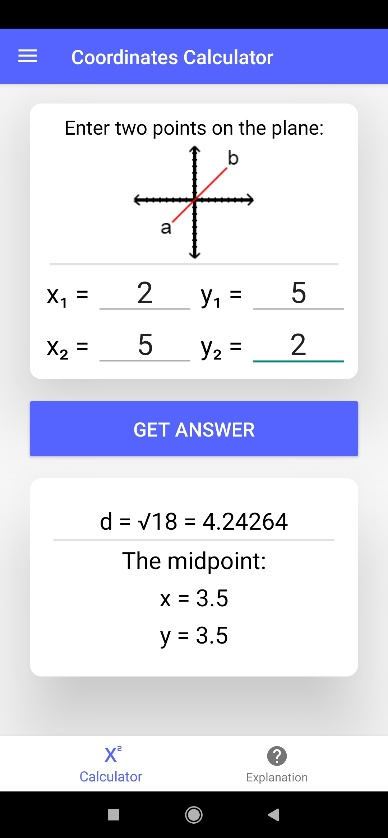 Coordinates Calculator
Enter two points on the plane:
b
a
x₁ = 2 y₁ = 5
x₂ = 5 y₂ = 2
GET ANSWER
d = √18 = 4.24264
The midpoint:
x = 3.5
y = 3.5
X² ?
Calculator Explanation